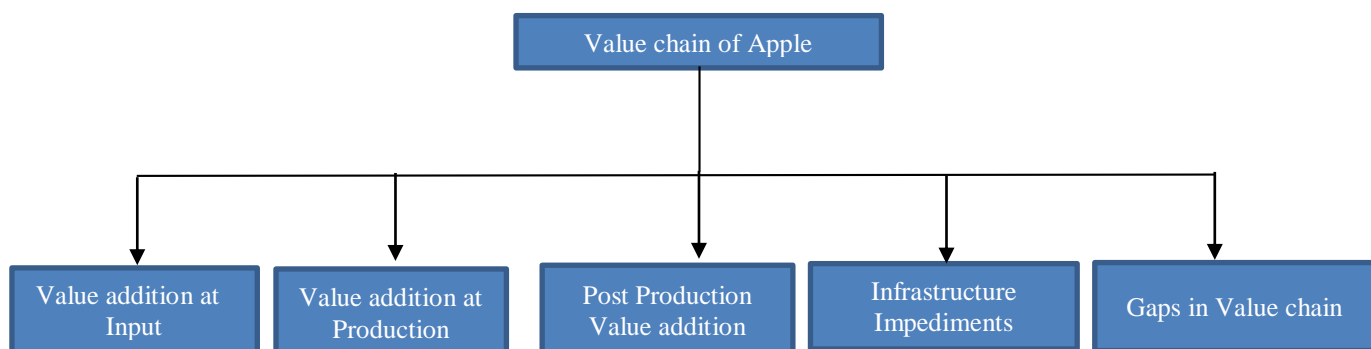 Value chain of Apple
Value addition at
Input
Value addition at
Production
Post Production
Value addition
Infrastructure
Impediments
Gaps in Value chain